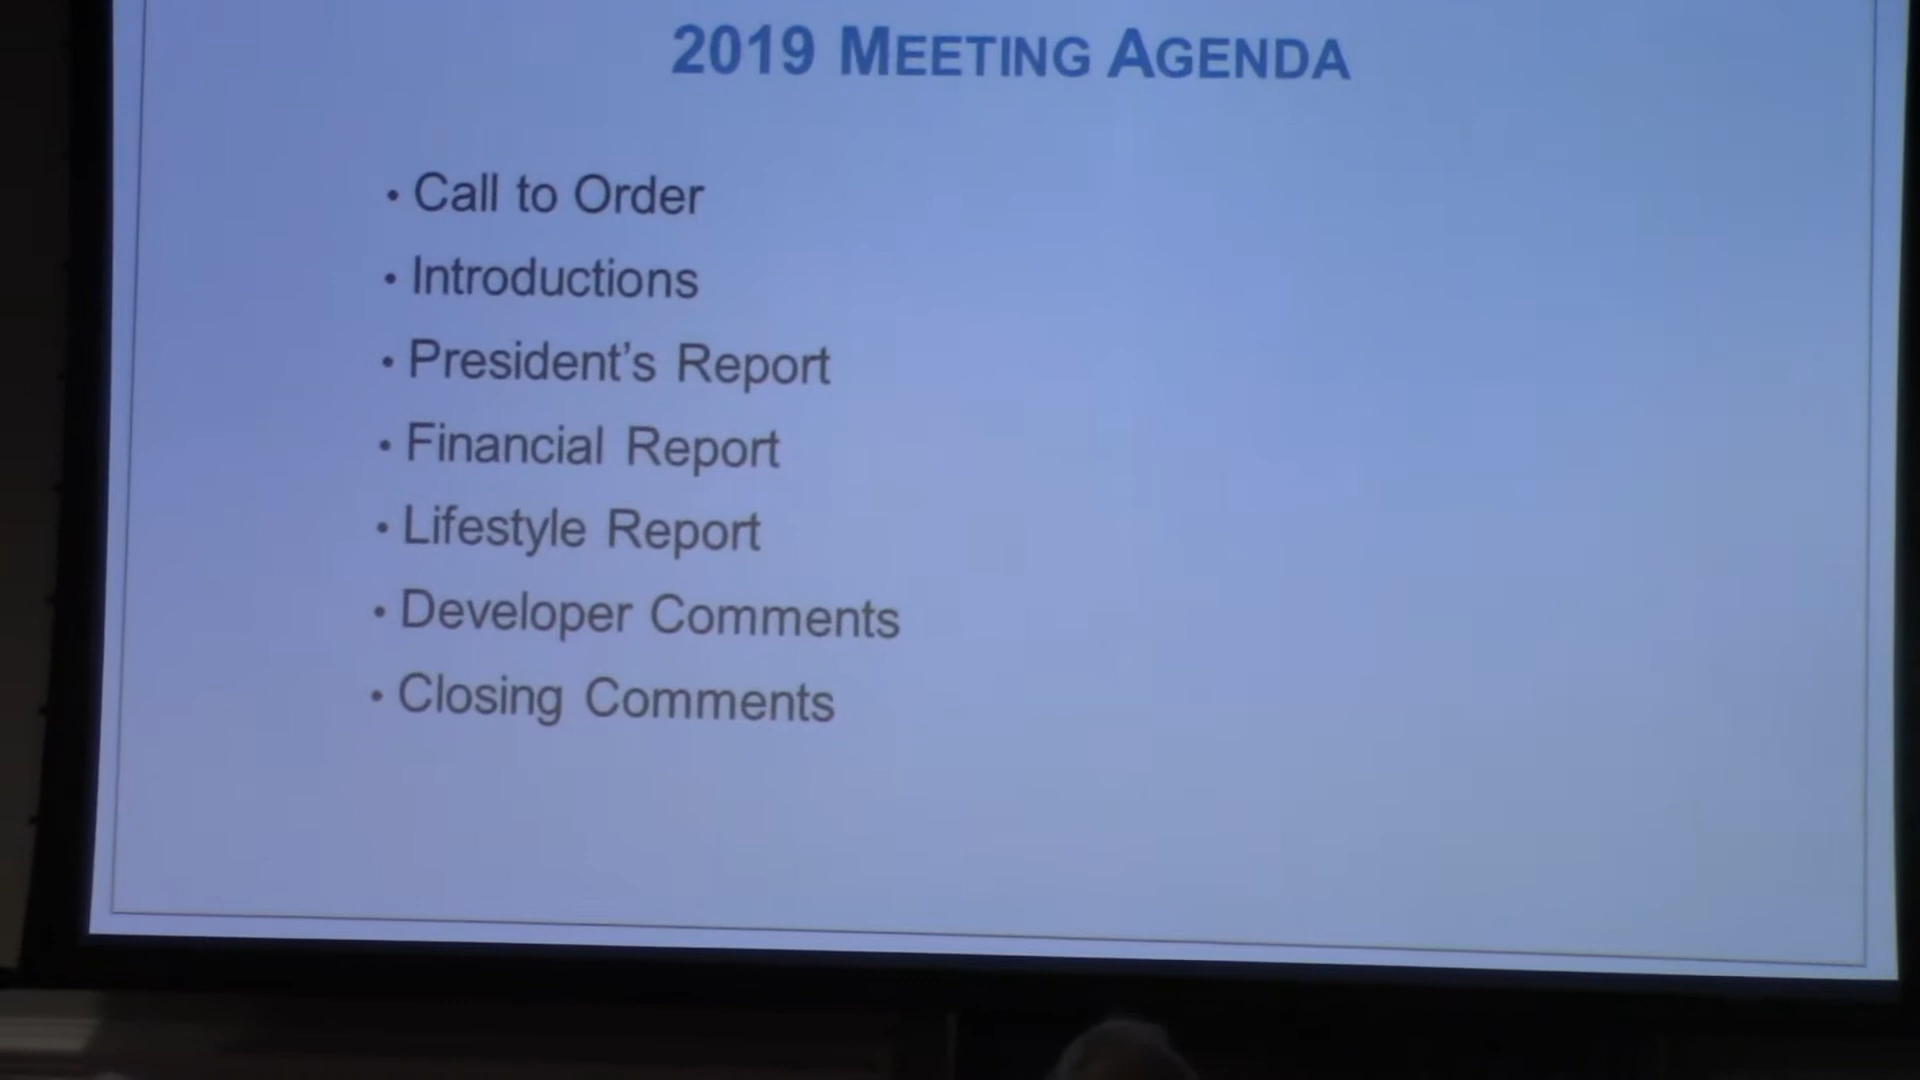 2019 MEETING AGENDA
• Call to Order
• Introductions
• President's Report
• Financial Report
• Lifestyle Report
• Developer Comments
• Closing Comments